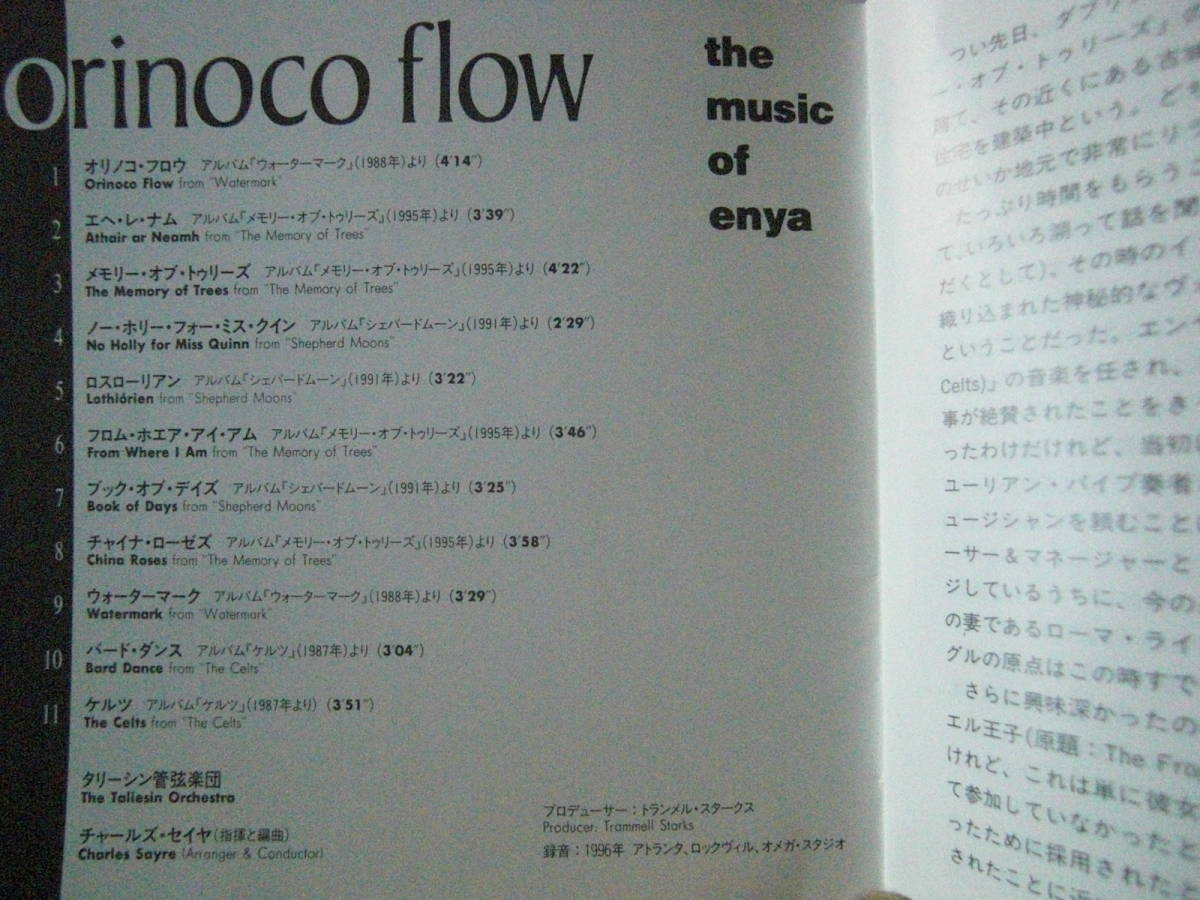 orinoco flow
the
music
of
enya
1
オリノコ・フロウ アルバム「ウォーターマーク」(1988年)より (4'14")
Orinoco Flow from "Watermark"
2
エヘ・レ・ナム アルバム「メモリー・オブ・トゥリーズ」(1995年)より (3'39")
Athair ar Neamh from "The Memory of Trees"
3
メモリー・オブ・トゥリーズ アルバム「メモリー・オブ・トゥリーズ」(1995年)より (4'22")
The Memory of Trees from "The Memory of Trees"
4
ノー・ホリー・フォー・ミス・クイン アルバム「シェパードムーン」(1991年)より (2'29")
No Holly for Miss Quinn from "Shepherd Moons"
5
ロスローリアン アルバム「シェパードムーン」(1991年)より (3'22")
Lothlórien from "Shepherd Moons"
6
フロム・ホエア・アイ・アム アルバム「メモリー・オブ・トゥリーズ」(1995年)より (3'46")
From Where I Am from "The Memory of Trees"
7
ブック・オブ・デイズ アルバム「シェパードムーン」(1991年)より (3'25")
Book of Days from "Shepherd Moons"
8
チャイナ・ローゼズ アルバム「メモリー・オブ・トゥリーズ」(1995年)より (3'58")
China Roses from "The Memory of Trees"
9
ウォーターマーク アルバム「ウォーターマーク」(1988年)より (3'29")
Watermark from "Watermark"
10
バード・ダンス アルバム「ケルツ」(1987年)より (3'04")
Bard Dance from "The Celts"
11
ケルツ アルバム「ケルツ」(1987年より) (3'51")
The Celts from "The Celts"
タリーシン管弦楽団
The Taliesin Orchestra
チャールズ・セイヤ(指揮と編曲)
Charles Sayre (Arranger & Conductor)
プロデューサー：トランメル・スタークス
Producer: Trammell Starks
録音：1996年 アトランタ、ロックヴィル、オメガ・スタジオ
つい先日、ダブリン
ー・オブ・トゥリーズ」の
て、その近くにある古城
住宅を建築中という。
のせいか地元で非常に
たっぷり時間をもらうこ
て、いろいろ溯って話を聞
だくとして)、その時のイ
織り込まれた神秘的なヴ
ということだった。エン
Celts)」の音楽を任され、
事が絶賛されたことをき
ったわけだけれど、当初
ユーリアン・パイプ奏者
ュージシャンを頼むこと
ーサー＆マネージャーと
ジしているうちに、今の
の妻であるローマ・ライ
グルの原点はこの時すで
さらに興味深かったの
エル王子(原題：The Fro
けれど、これは単に彼女
て参加していなかったと
ったために採用されたと
されたことに近